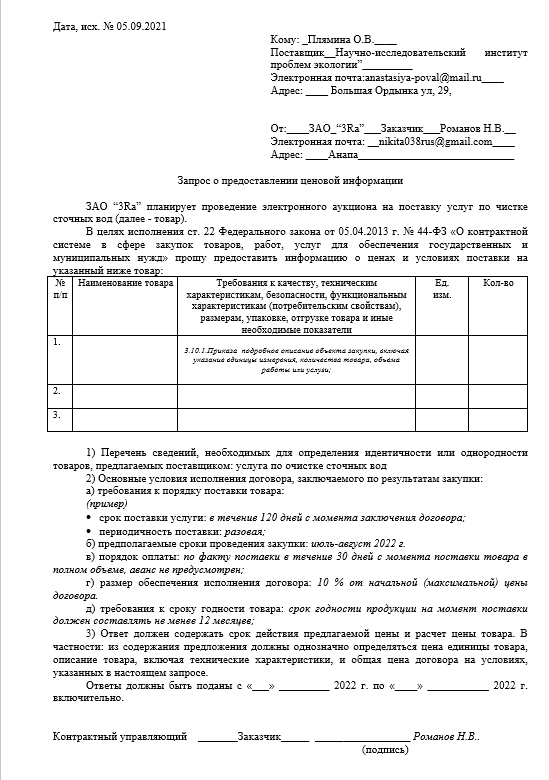 Дата, исх. № 05.09.2021
Кому: _Плямина О.В.____
Поставщик__Научно-исследовательский институт
проблем экологии”_________
Электронная почта:anastasiya-poval@mail.ru____
Адрес: ____ Большая Ордынка ул, 29,
От:____ЗАО_“3Ra”___Заказчик___Романов Н.В.__
Электронная почта: __nikita038rus@gmail.com____
Адрес: ____Анапа____________________________
Запрос о предоставлении ценовой информации
ЗАО “3Ra” планирует проведение электронного аукциона на поставку услуг по чистке
сточных вод (далее - товар).
В целях исполнения ст. 22 Федерального закона от 05.04.2013 г. № 44-ФЗ «О контрактной
системе в сфере закупок товаров, работ, услуг для обеспечения государственных и
муниципальных нужд» прошу предоставить информацию о ценах и условиях поставки на
указанный ниже товар:
№ п/п	Наименование товара	Требования к качеству, техническим характеристикам, безопасности, функциональным характеристикам (потребительским свойствам), размерам, упаковке, отгрузке товара и иные необходимые показатели	Ед. изм.	Кол-во
1.
3.10.1.Приказа подробное описание объекта закупки, включая
указание единицы измерения, количества товара, объема
работы или услуги;
2.
3.
1) Перечень сведений, необходимых для определения идентичности или однородности
товаров, предлагаемых поставщиком: услуга по очистке сточных вод
2) Основные условия исполнения договора, заключаемого по результатам закупки:
а) требования к порядку поставки товара:
(пример)
• срок поставки услуги: в течение 120 дней с момента заключения договора;
• периодичность поставки: разовая;
б) предполагаемые сроки проведения закупки: июль-август 2022 г.
в) порядок оплаты: по факту поставки в течение 30 дней с момента поставки товара в
полном объеме, аванс не предусмотрен;
г) размер обеспечения исполнения договора: 10 % от начальной (максимальной) цены
договора.
д) требования к сроку годности товара: срок годности продукции на момент поставки
должен составлять не менее 12 месяцев;
3) Ответ должен содержать срок действия предлагаемой цены и расчет цены товара. В
частности: из содержания предложения должны однозначно определяться цена единицы товара,
описание товара, включая технические характеристики, и общая цена договора на условиях,
указанных в настоящем запросе.
Ответы должны быть поданы с «___» _________ 2022 г. по «____» ___________ 2022 г.
включительно.
Контрактный управляющий _______Заказчик_____ _________________ Романов Н.В..
(подпись)